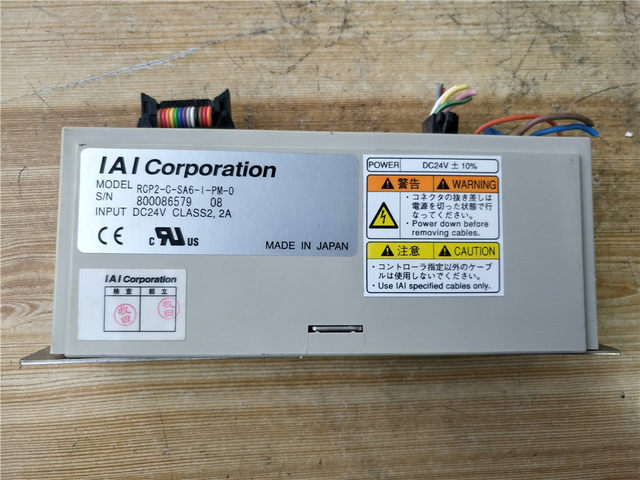 IAI Corporation
MODEL RCP2-C-SA6-I-PM-0
S/N 800086579 08
INPUT DC24V CLASS2, 2A
CE c RU US
MADE IN JAPAN
POWER DC24V ± 10%
警告 WARNING
・コネクタの抜き差しは
電源を切った状態で行
なってください。
・Power down before
removing cables.
注意 CAUTION
・コントローラ指定以外のケーブ
ルは使用しないでください。
・Use IAI specified cables only.
IAI Corporation
検査 組立
牧田 牧田